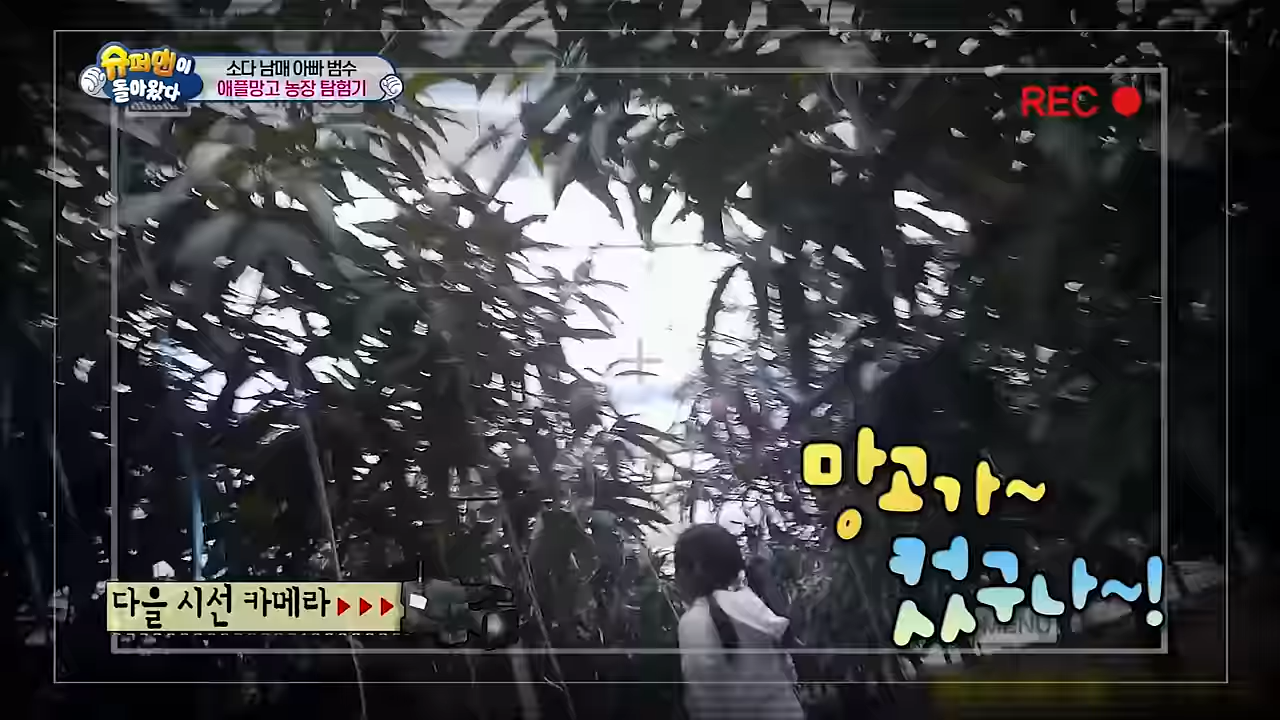 슈퍼맨이
돌아왔다
소다 남매 아빠 범수
애플망고 농장 탐험기
REC
망고가~
컸구나~!
다을 시선 카메라
MENU